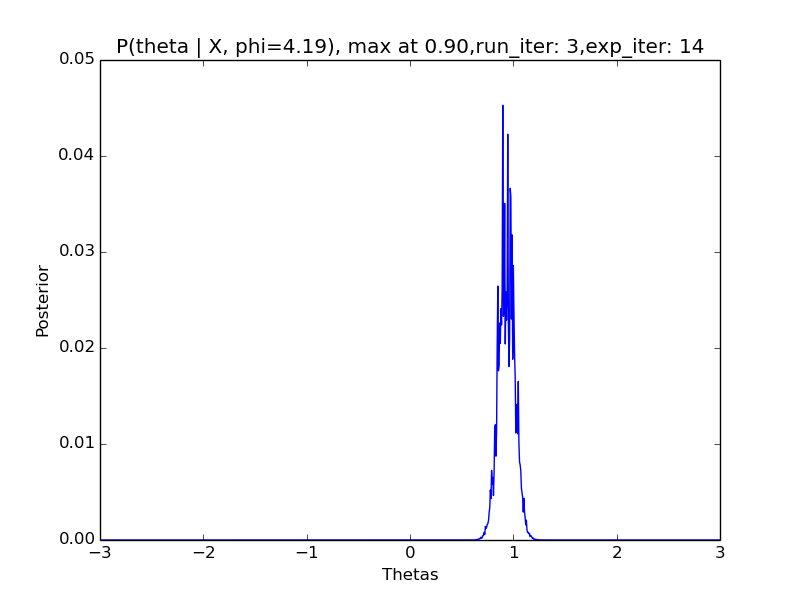 P(theta | X, phi=4.19), max at 0.90,run_iter: 3,exp_iter: 14
0.05
0.04
0.03
0.02
0.01
0.00
Posterior
−3 −2 −1 0 1 2 3
Thetas